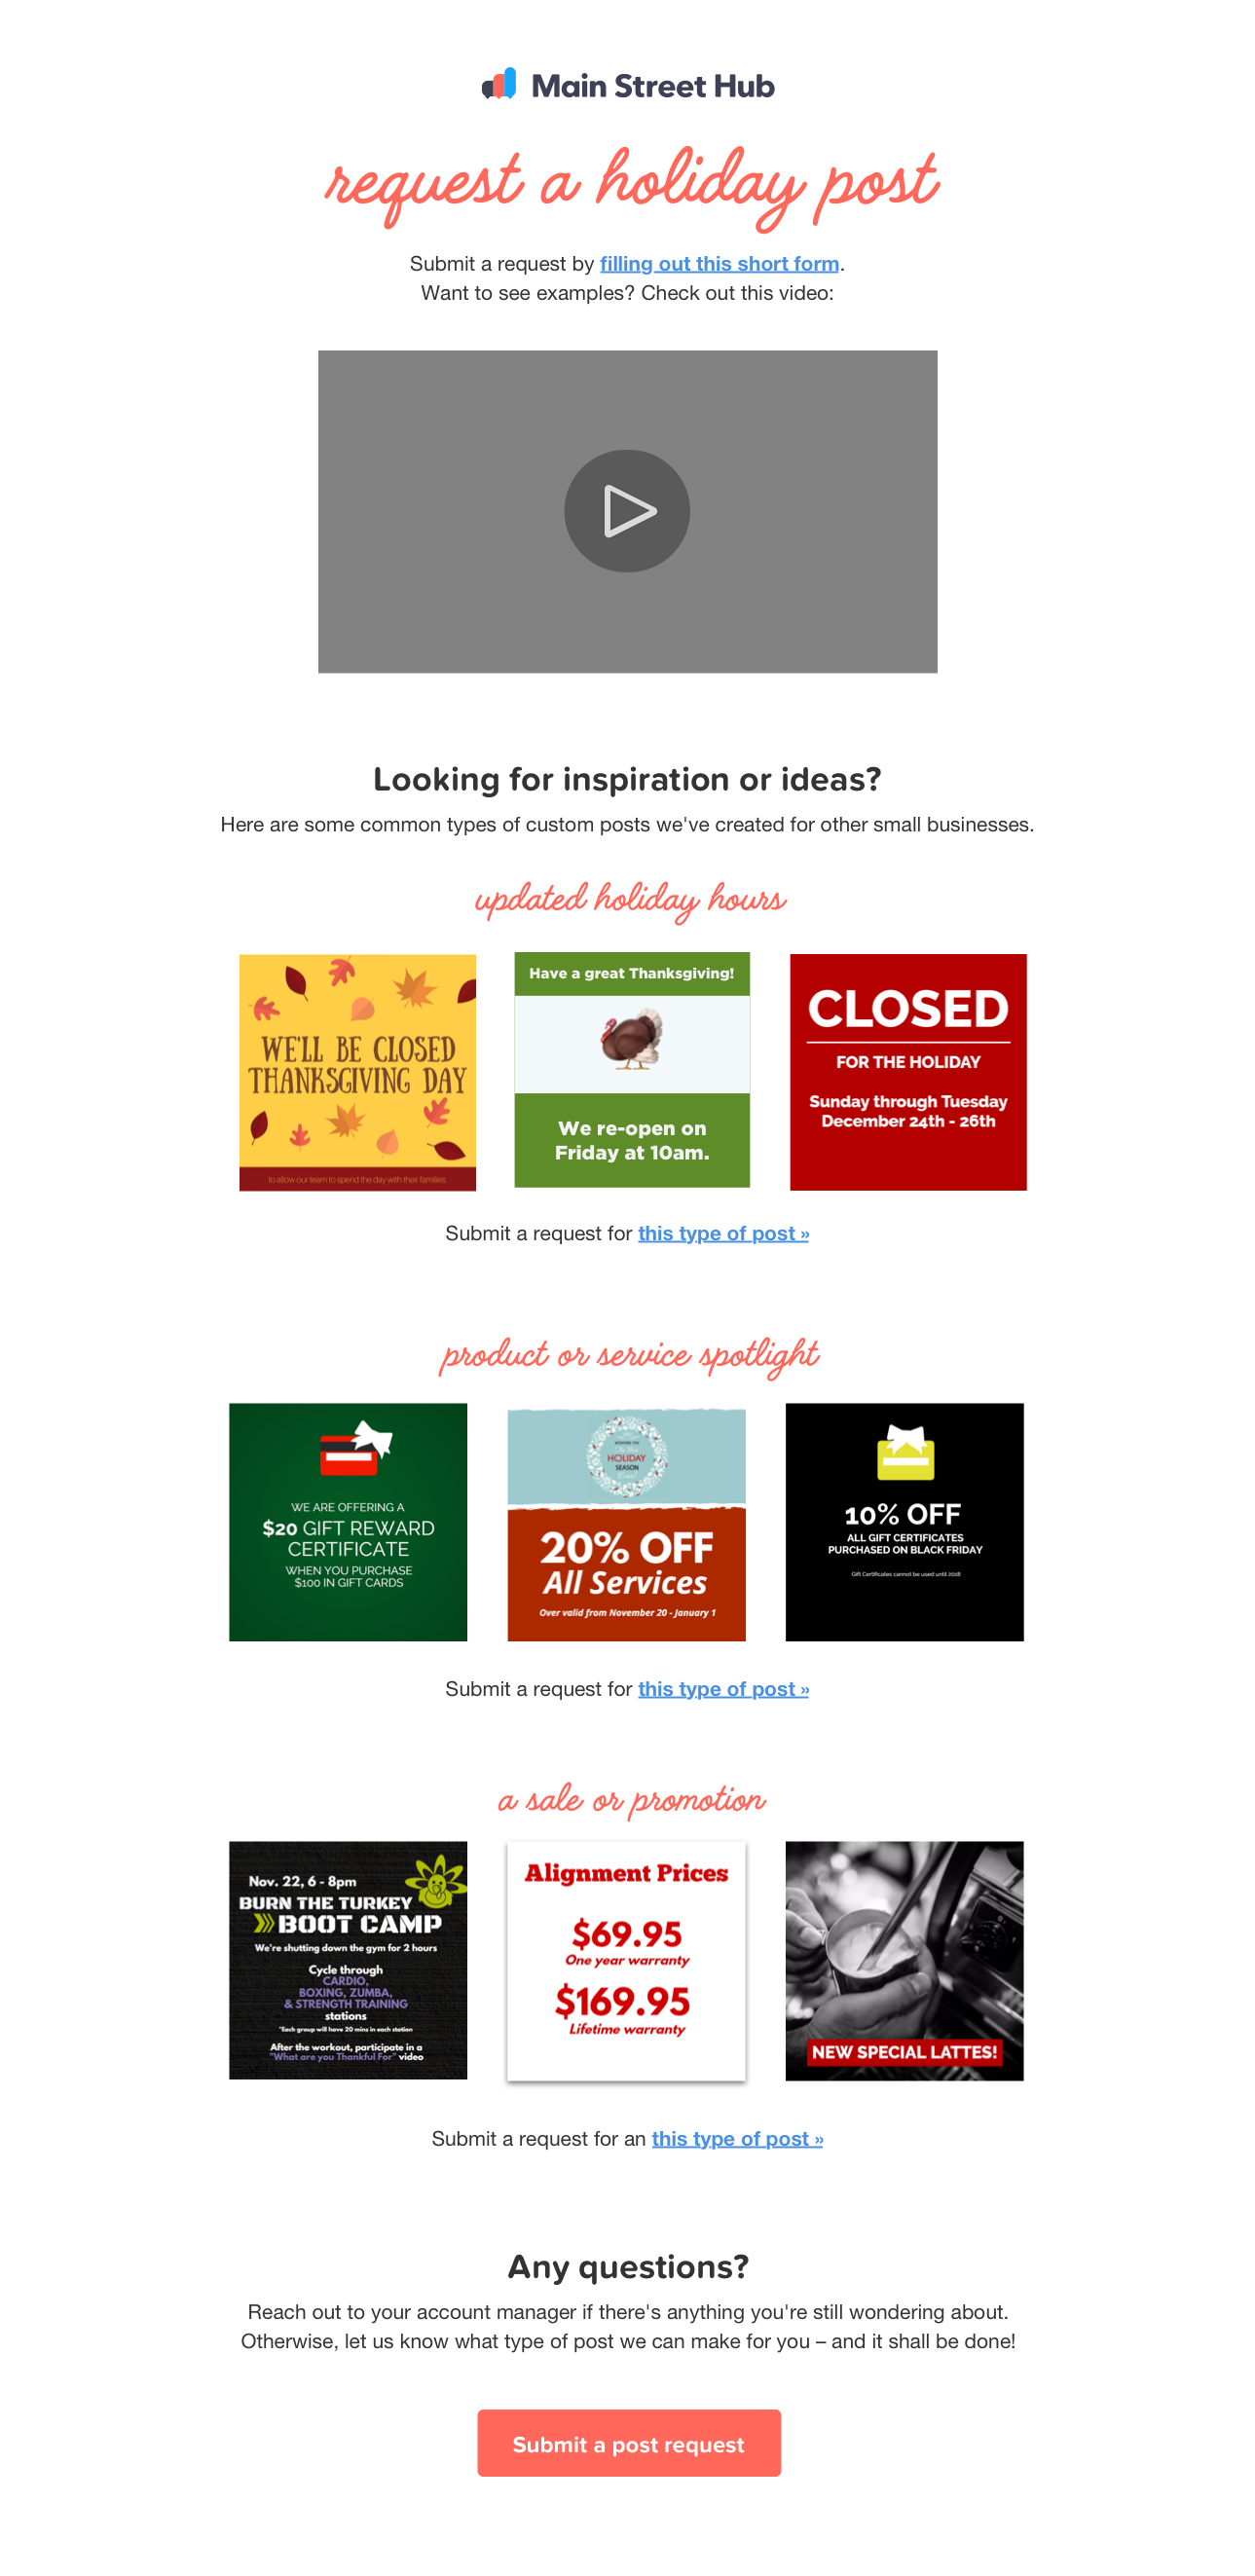 Main Street Hub
request a holiday post
Submit a request by filling out this short form.
Want to see examples? Check out this video:
Looking for inspiration or ideas?
Here are some common types of custom posts we've created for other small businesses.
updated holiday hours
WE'LL BE CLOSED
THANKSGIVING DAY
to allow our team to spend the day with their families.
Have a great Thanksgiving!
We re-open on
Friday at 10am.
CLOSED
FOR THE HOLIDAY
Sunday through Tuesday
December 24th - 26th
Submit a request for this type of post »
product or service spotlight
WE ARE OFFERING A
$20 GIFT REWARD
CERTIFICATE
WHEN YOU PURCHASE
$100 IN GIFT CARDS
HOLIDAY
SEASON
20% OFF
All Services
Over valid from November 20 - January 1
10% OFF
ALL GIFT CERTIFICATES
PURCHASED ON BLACK FRIDAY
Gift Certificates cannot be used until 2018
Submit a request for this type of post »
a sale or promotion
Nov. 22, 6 - 8pm
BURN THE TURKEY
BOOT CAMP
We're shutting down the gym for 2 hours
Cycle through
CARDIO,
BOXING, ZUMBA,
& STRENGTH TRAINING
stations
*Each group will have 20 mins in each station
After the workout, participate in a
"What are you Thankful For" video
Alignment Prices
$69.95
One year warranty
$169.95
Lifetime warranty
NEW SPECIAL LATTES!
Submit a request for an this type of post »
Any questions?
Reach out to your account manager if there's anything you're still wondering about.
Otherwise, let us know what type of post we can make for you – and it shall be done!
Submit a post request